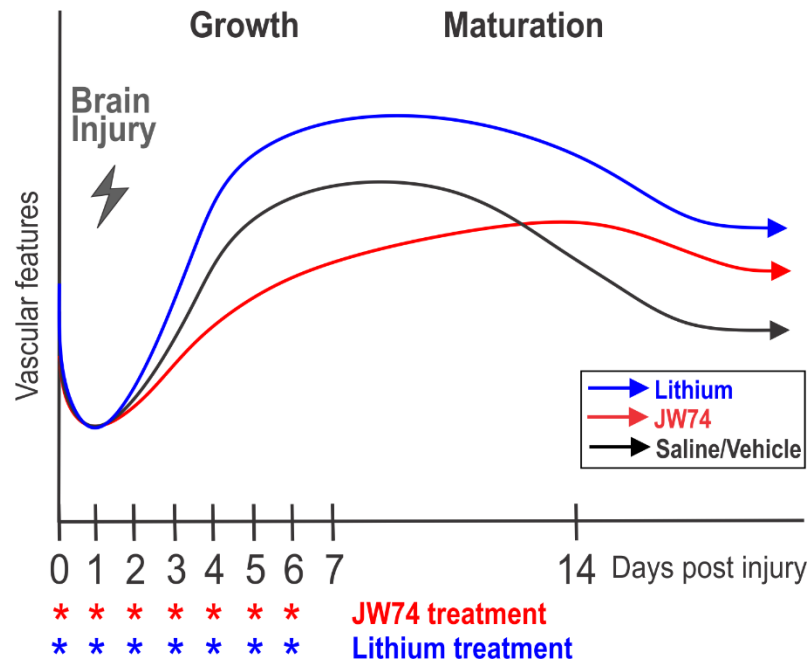 Growth Maturation
Brain
Injury
Vascular features
Lithium
JW74
Saline/Vehicle
0 1 2 3 4 5 6 7 14 Days post injury
* * * * * * * JW74 treatment
* * * * * * * Lithium treatment